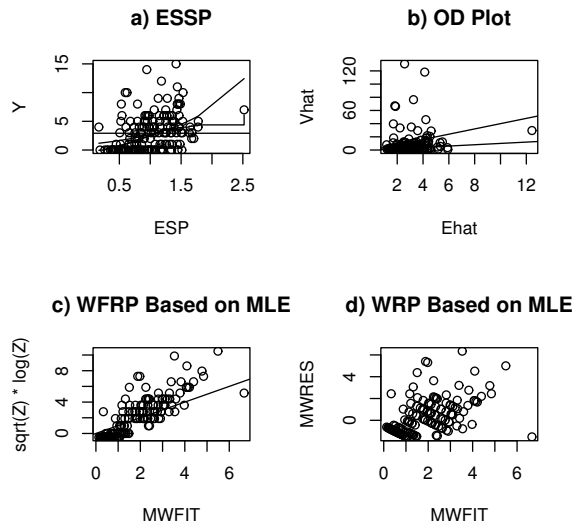 a) ESSP
Y
15
5
0
0.5 1.5 2.5
ESP
b) OD Plot
Vhat
120
60
0
2 4 6 8 12
Ehat
c) WFRP Based on MLE
sqrt(Z) * log(Z)
8
4
0
0 2 4 6
MWFIT
d) WRP Based on MLE
MWRES
4
0
0 2 4 6
MWFIT